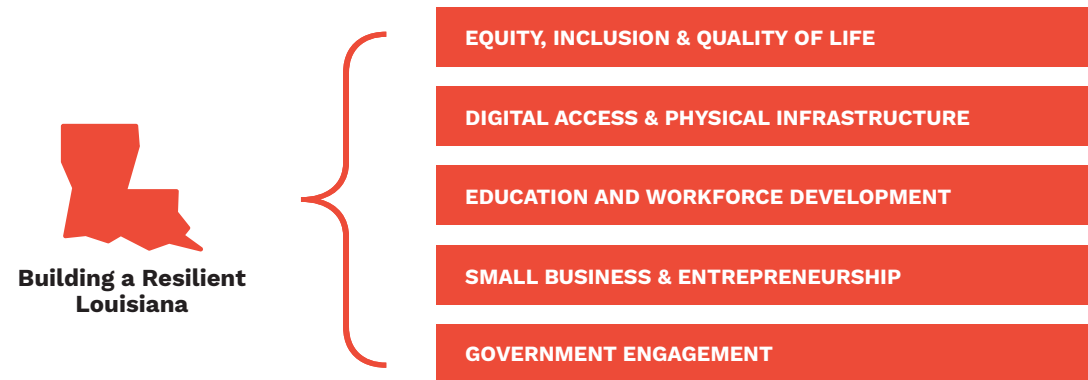 EQUITY, INCLUSION & QUALITY OF LIFE
DIGITAL ACCESS & PHYSICAL INFRASTRUCTURE
EDUCATION AND WORKFORCE DEVELOPMENT
SMALL BUSINESS & ENTREPRENEURSHIP
GOVERNMENT ENGAGEMENT
Building a Resilient
Louisiana